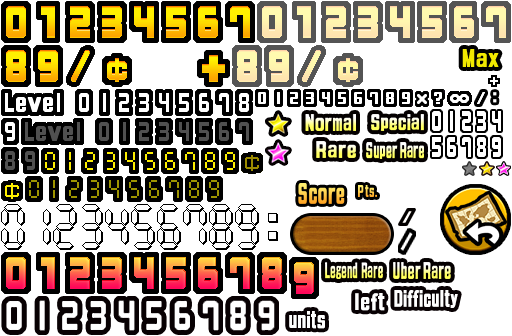 01234567 01234567
89/¢ +89/¢ Max
+
Level 012345678 0123456789x?∞/:
9 Level 01234567 Normal Special 01234
89 0123456789¢ Rare Super Rare 56789
¢0123456789
0123456789: Score Pts. /
/
0123456789 Legend Rare Uber Rare
0123456789 units left Difficulty